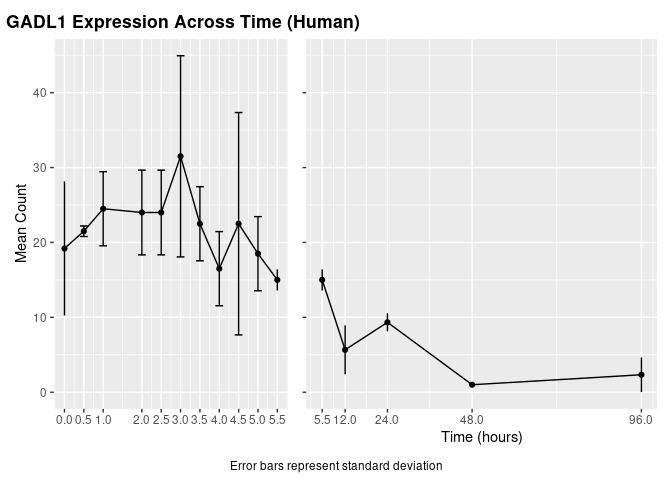 GADL1 Expression Across Time (Human)
Mean Count
40
30
20
10
0
0.0 0.5 1.0 2.0 2.5 3.0 3.5 4.0 4.5 5.0 5.5
5.5 12.0 24.0 48.0 96.0
Time (hours)
Error bars represent standard deviation